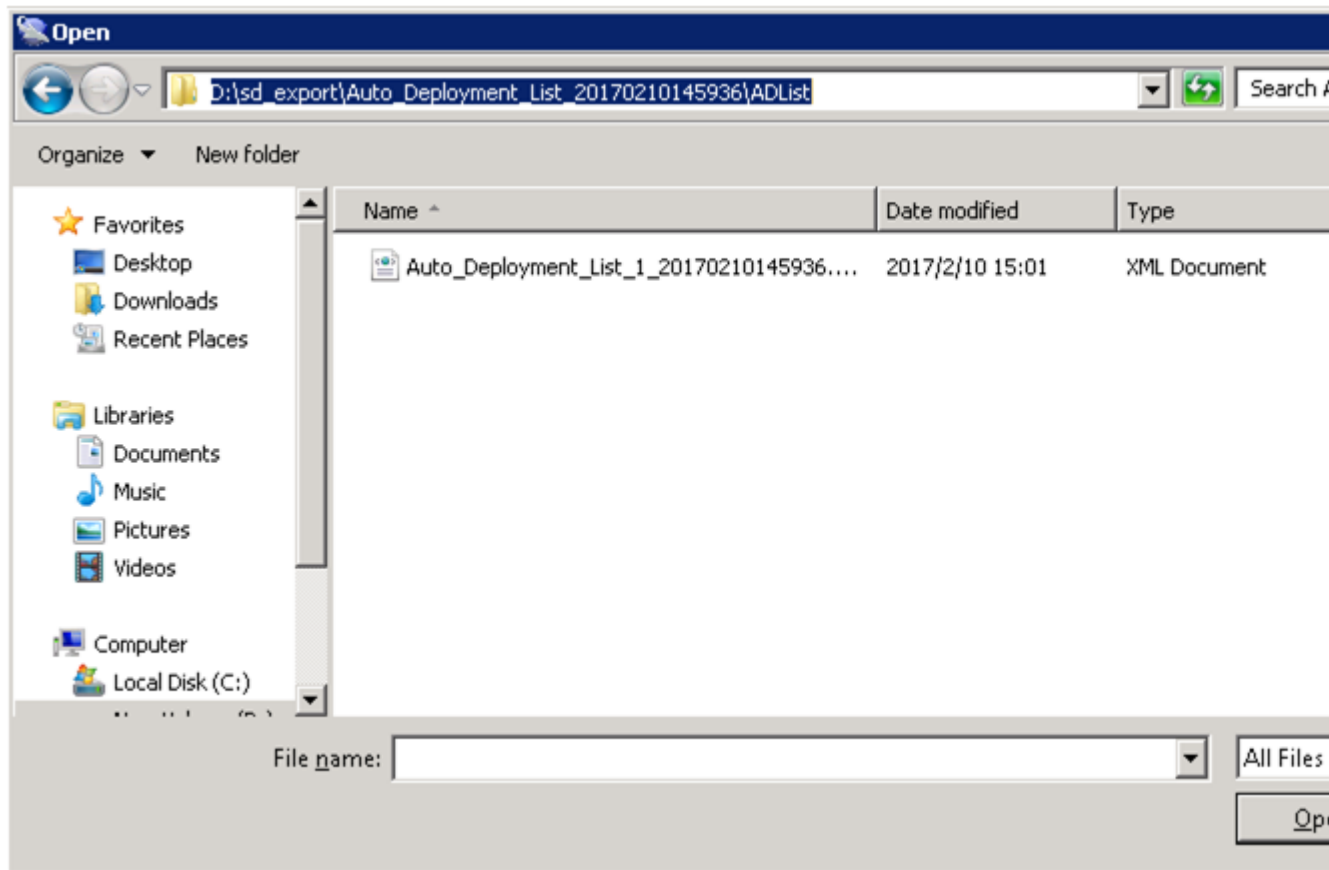 Open
D:\sd_export\Auto_Deployment_List_20170210145936\ADList
Search A
Organize
New folder
Name
Date modified
Type
Favorites
Desktop
Downloads
Recent Places
Libraries
Documents
Music
Pictures
Videos
Computer
Local Disk (C:)
Auto_Deployment_List_1_20170210145936....
2017/2/10 15:01
XML Document
File name:
All Files
Ope